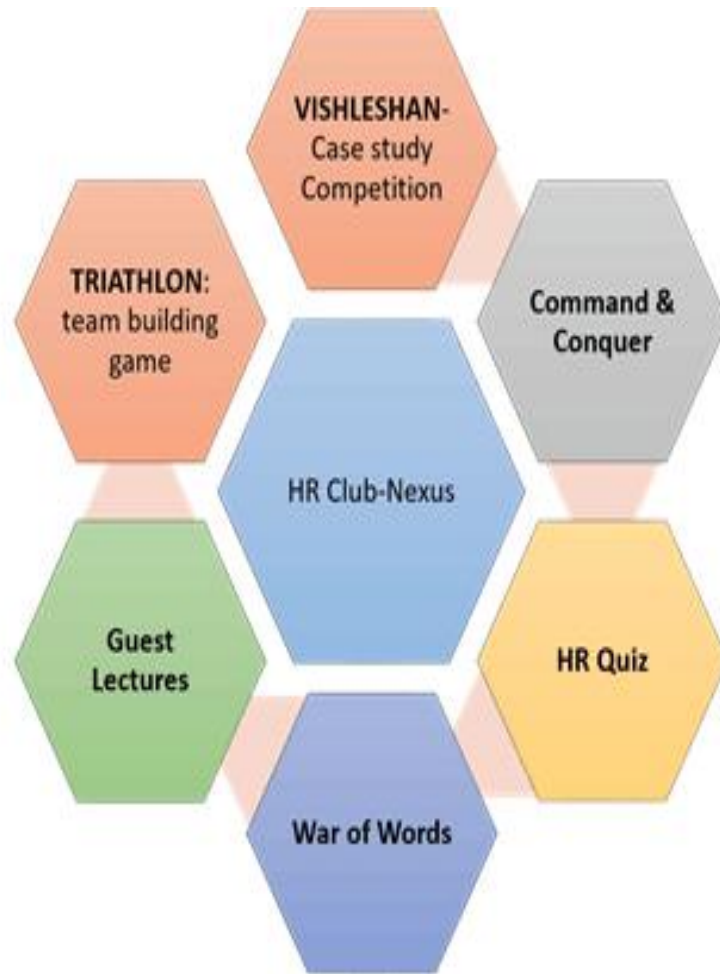 VISHLESHAN-
Case study
Competition
TRIATHLON:
team building
game
Command &
Conquer
HR Club-Nexus
Guest
Lectures
HR Quiz
War of Words